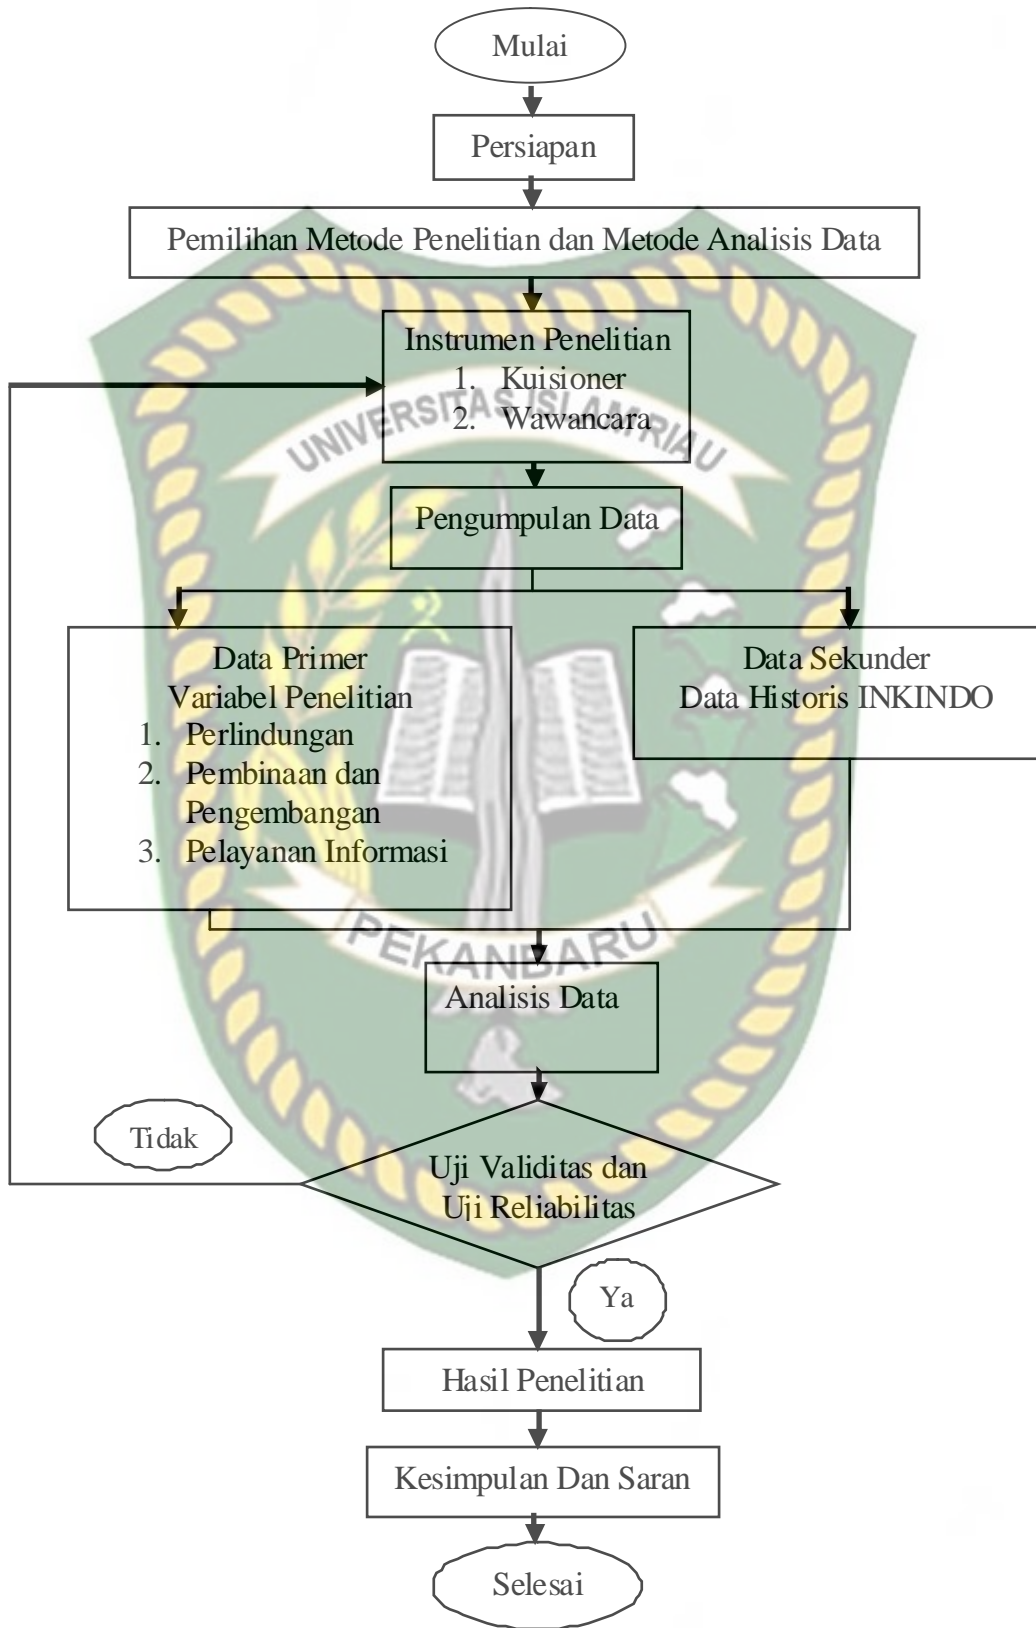 Mulai
Persiapan
Pemilihan Metode Penelitian dan Metode Analisis Data
Instrumen Penelitian
1. Kuisioner
2. Wawancara
UNIVERSITAS ISLAM RIAU
Pengumpulan Data
Data Primer
Variabel Penelitian
1. Perlindungan
2. Pembinaan dan
Pengembangan
3. Pelayanan Informasi
Data Sekunder
Data Historis INKINDO
PEKANBARU
Analisis Data
Tidak
Uji Validitas dan
Uji Reliabilitas
Ya
Hasil Penelitian
Kesimpulan Dan Saran
Selesai